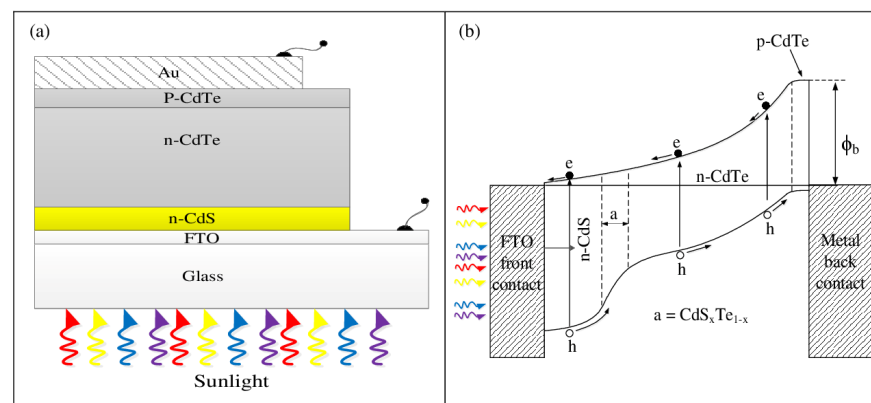 (a)
Au
P-CdTe
n-CdTe
n-CdS
FTO
Glass
Sunlight
(b)
p-CdTe
e
e
e
ϕb
n-CdTe
a
n-CdS
FTO
front
contact
h
h
h
Metal
back
contact
a = CdSxTe1-x